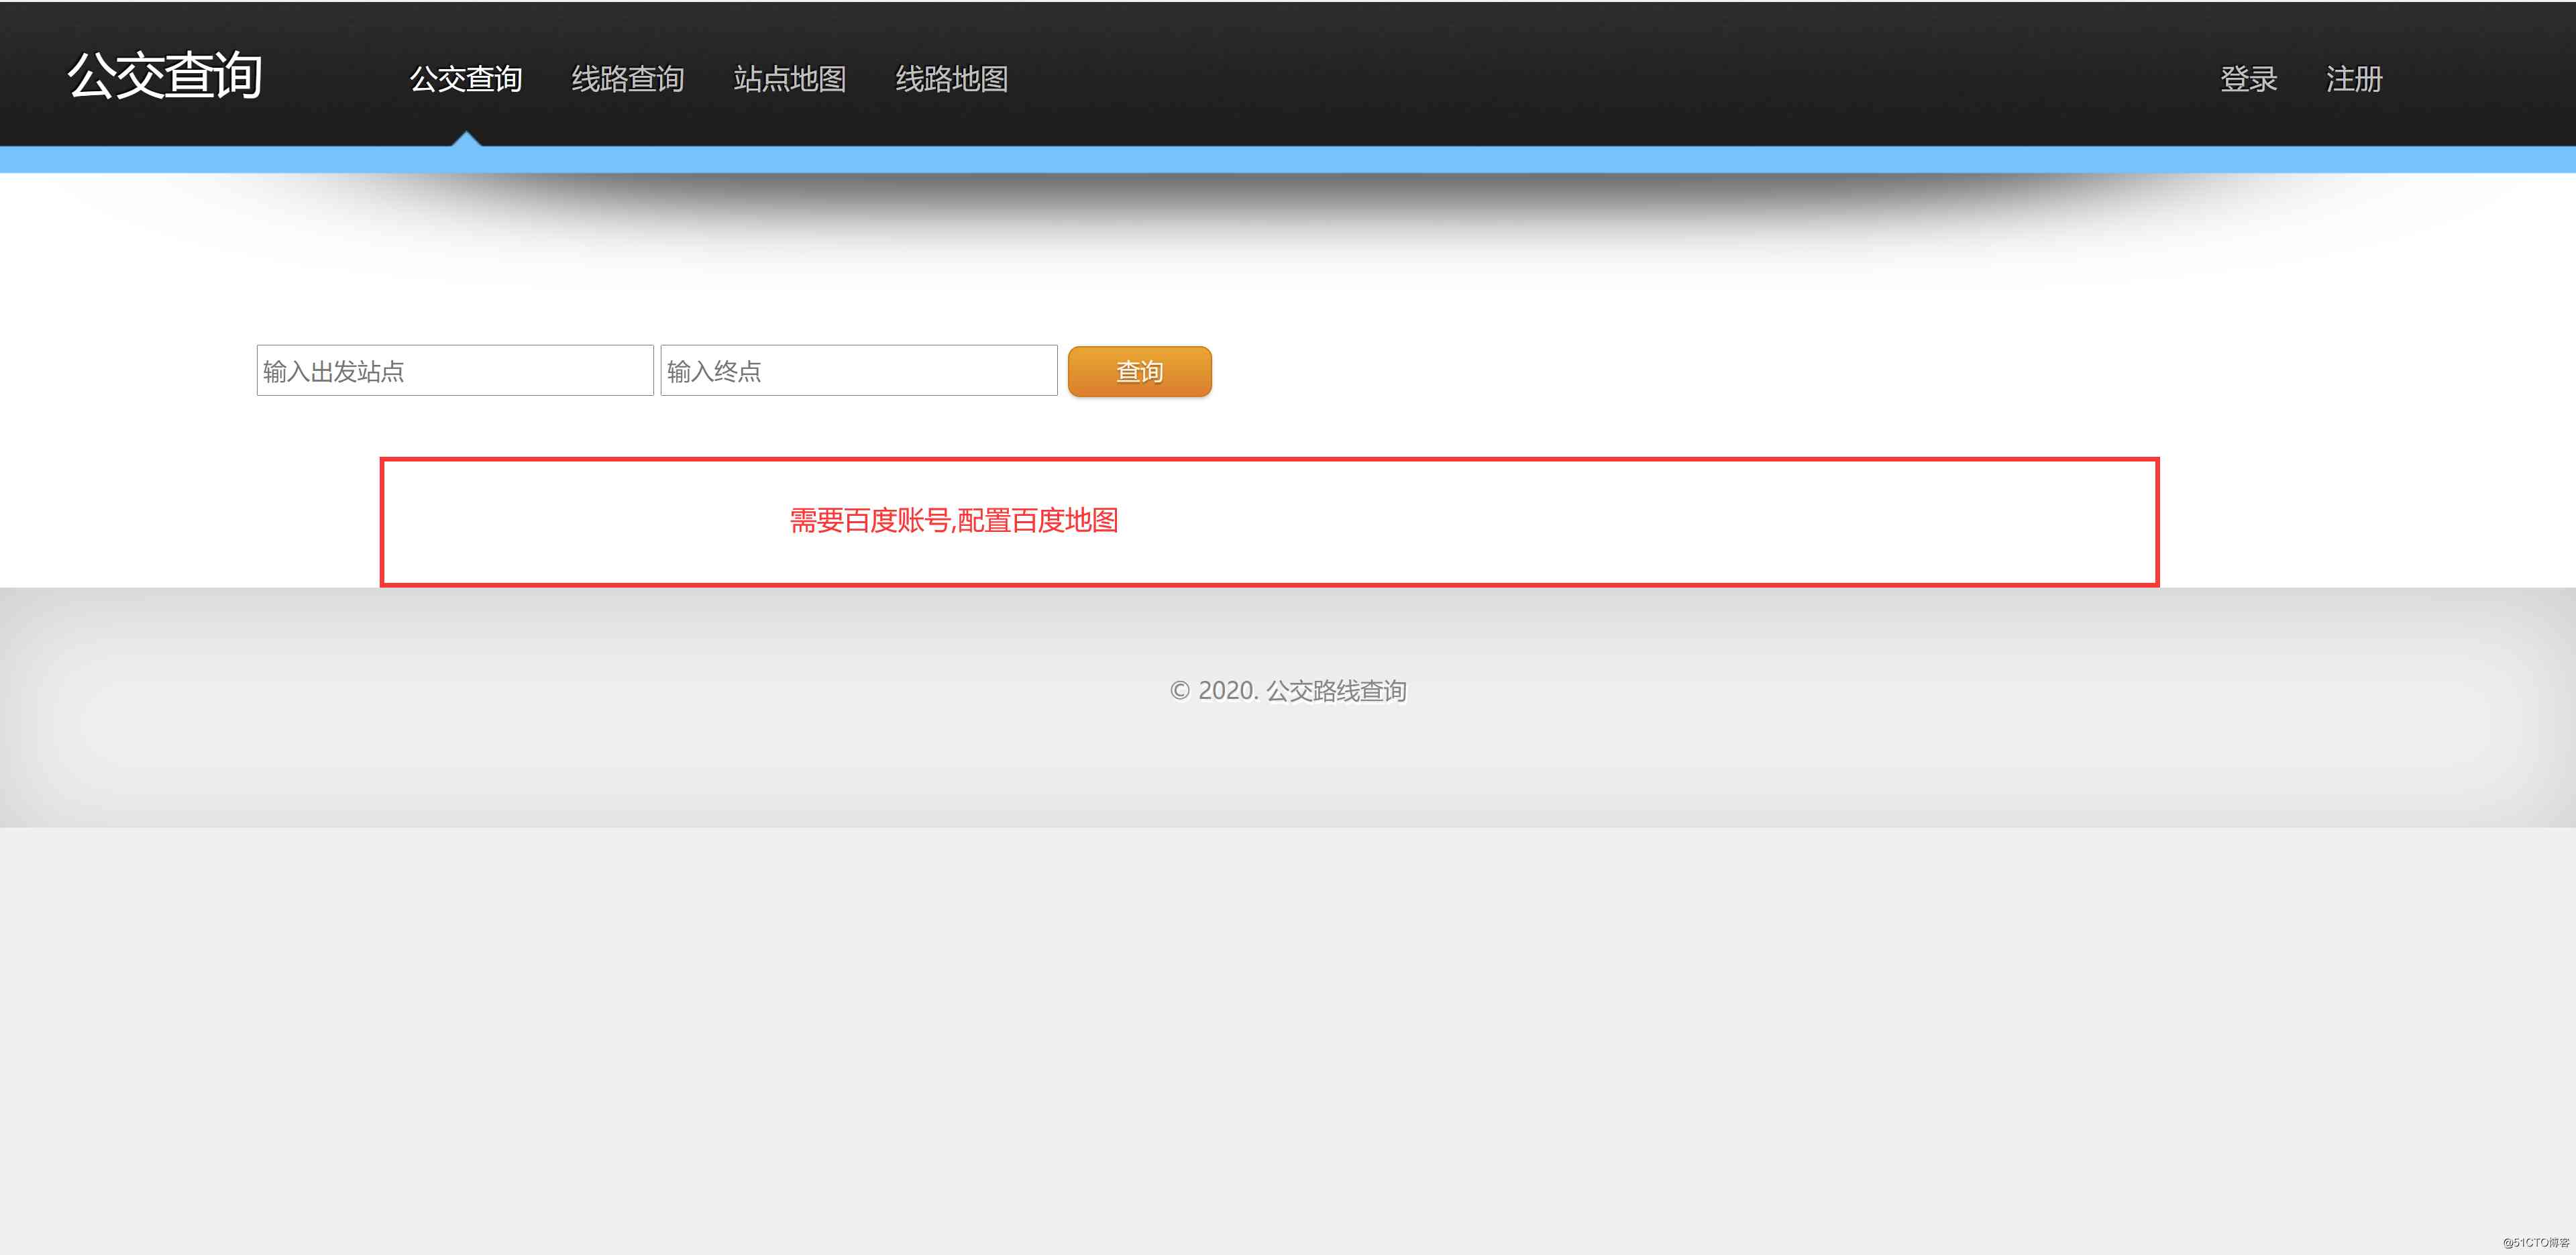 公交查询
公交查询 线路查询 站点地图 线路地图 登录 注册
输入出发站点 输入终点 查询
需要百度账号,配置百度地图
© 2020. 公交路线查询
@51CTO博客